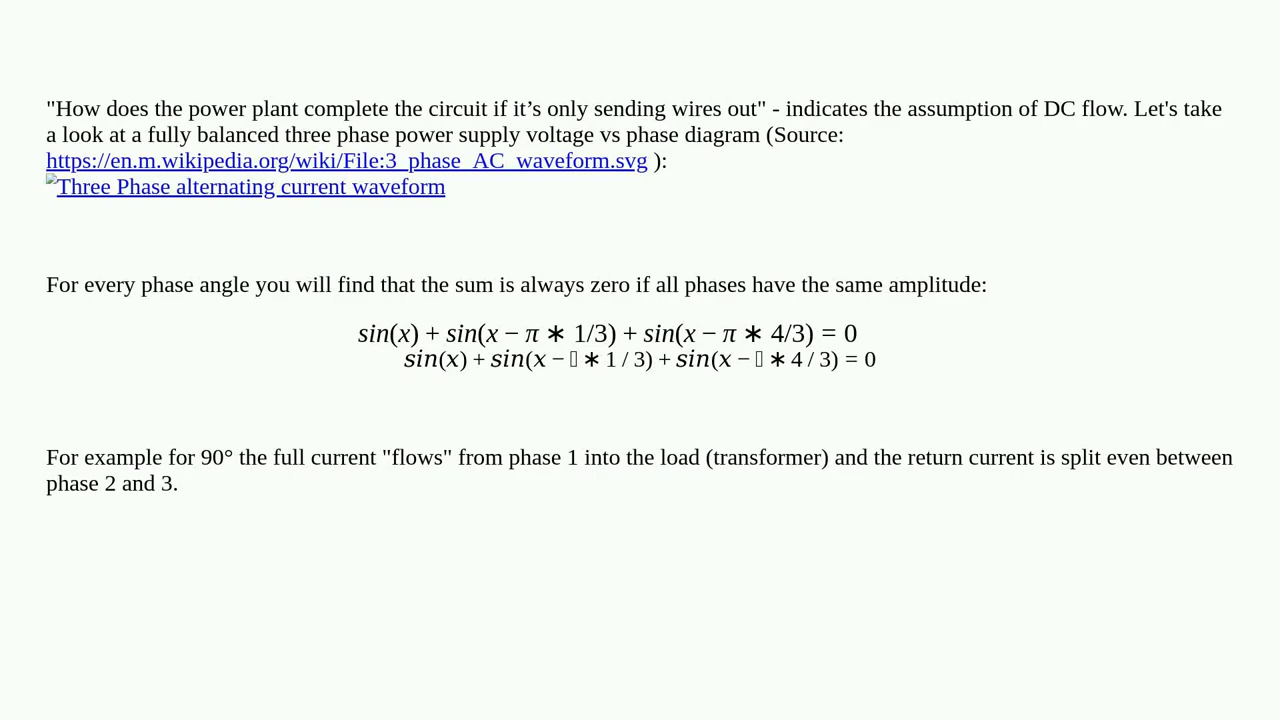 "How does the power plant complete the circuit if it’s only sending wires out" - indicates the assumption of DC flow. Let's take
a look at a fully balanced three phase power supply voltage vs phase diagram (Source:
https://en.m.wikipedia.org/wiki/File:3_phase_AC_waveform.svg ):
Three Phase alternating current waveform
For every phase angle you will find that the sum is always zero if all phases have the same amplitude:
sin(x) + sin(x − π ∗ 1/3) + sin(x − π ∗ 4/3) = 0
𝑠𝑖𝑛(𝑥) + 𝑠𝑖𝑛(𝑥 − ▯ ∗ 1 / 3) + 𝑠𝑖𝑛(𝑥 − ▯ ∗ 4 / 3) = 0
For example for 90° the full current "flows" from phase 1 into the load (transformer) and the return current is split even between
phase 2 and 3.